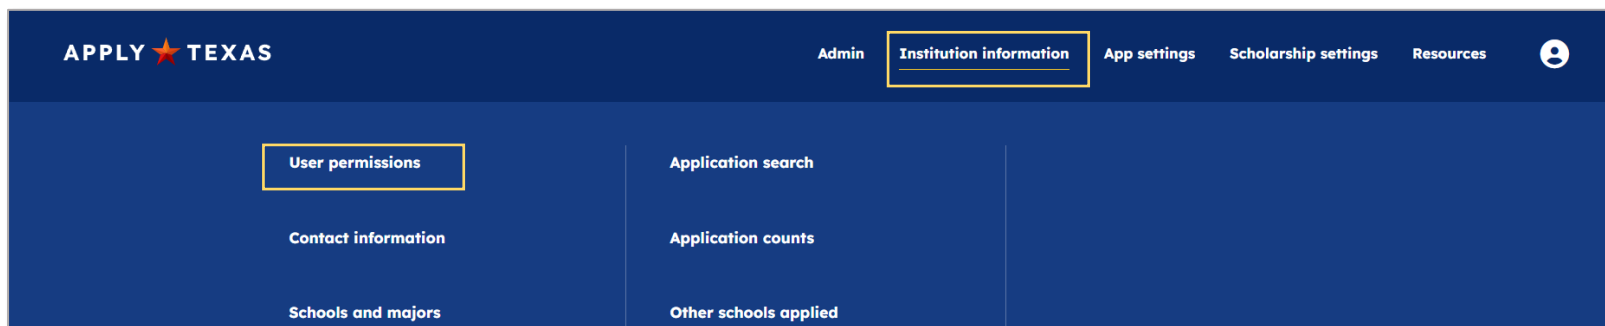 APPLY TEXAS
Admin
Institution information
App settings
Scholarship settings
Resources
User permissions
Application search
Contact information
Application counts
Schools and majors
Other schools applied